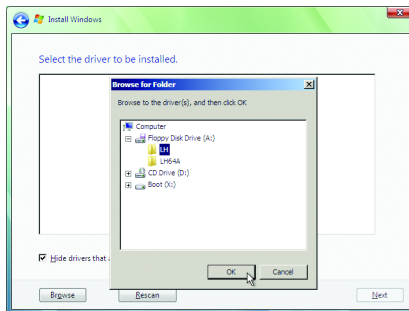 Install Windows
Select the driver to be installed.
Browse for Folder
Browse to the driver(s), and then click OK
Computer
Floppy Disk Drive (A:)
LH
LH64A
CD Drive (D:)
Boot (X:)
Hide drivers that
OK
Cancel
Browse
Rescan
Next